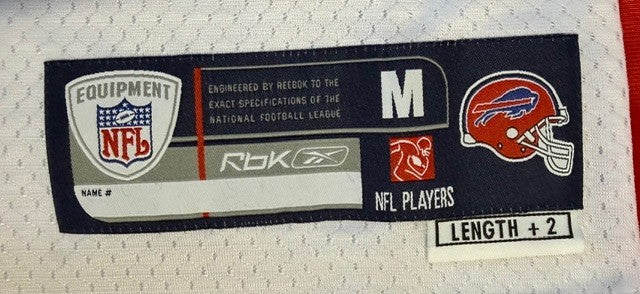 EQUIPMENT
NFL
ENGINEERED BY REEBOK TO THE
EXACT SPECIFICATIONS OF THE
NATIONAL FOOTBALL LEAGUE
M
Rbk
NAME #
NFL PLAYERS
LENGTH + 2